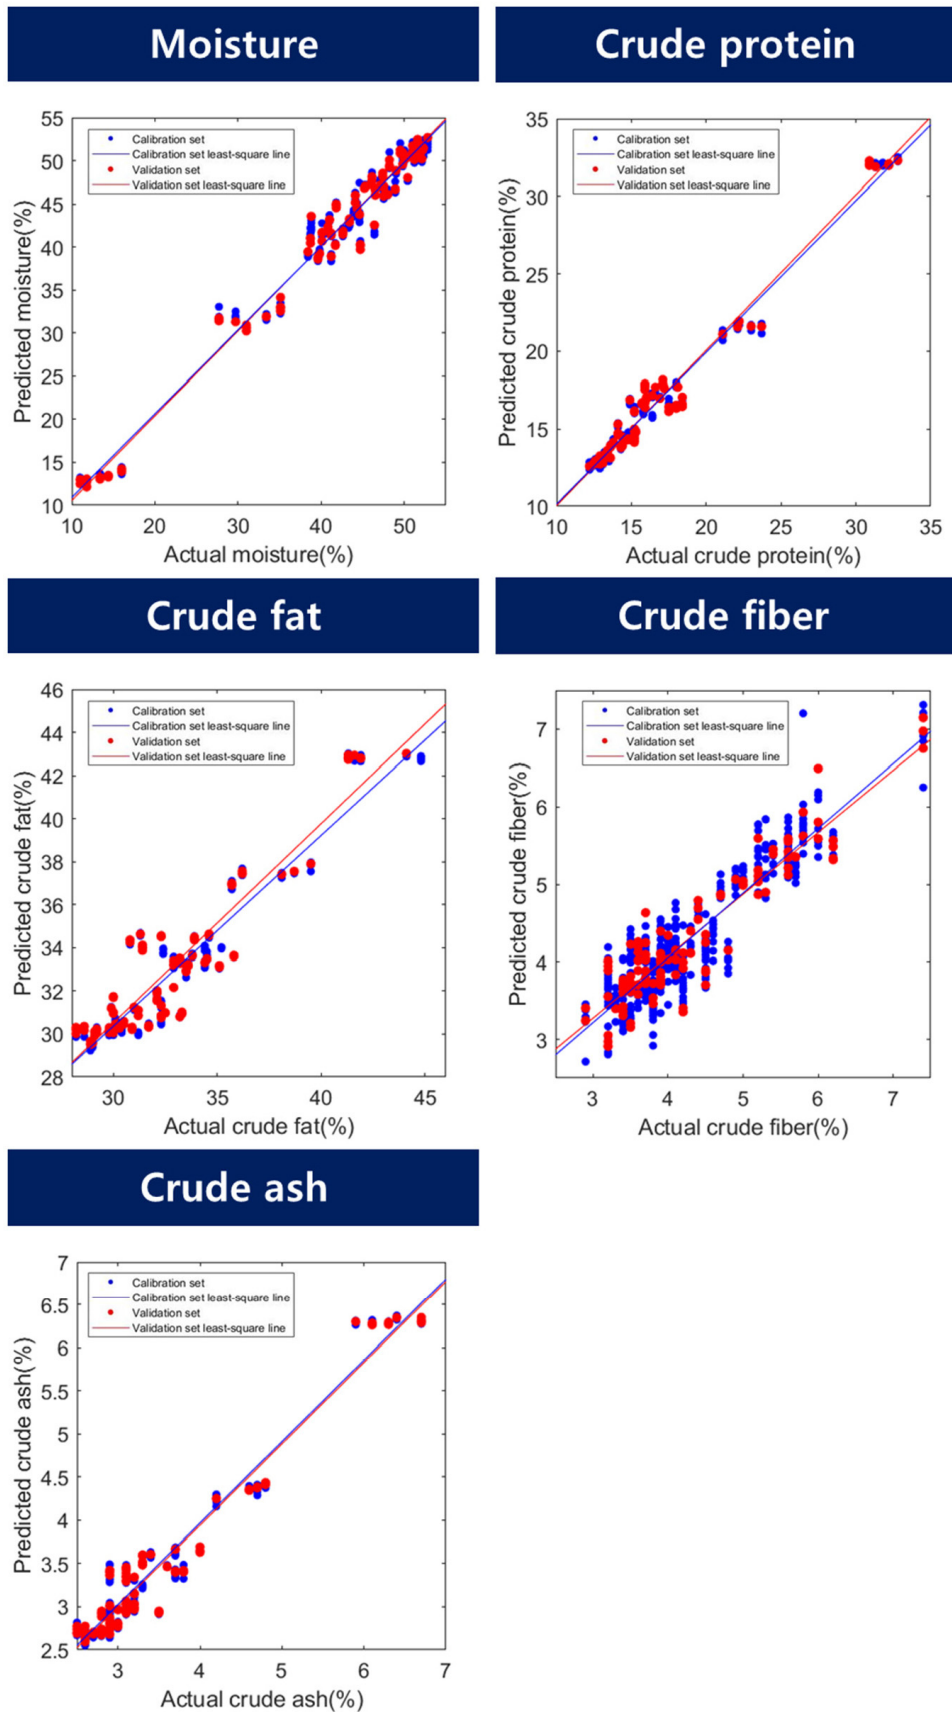 Moisture
Crude protein
Calibration set
Calibration set least-square line
Validation set
Validation set least-square line
55
50
45
40
35
30
25
20
15
10
10
20
30
40
50
Predicted moisture(%)
Actual moisture(%)
Calibration set
Calibration set least-square line
Validation set
Validation set least-square line
35
30
25
20
15
10
10
15
20
25
30
35
Predicted crude protein(%)
Actual crude protein(%)
Crude fat
Crude fiber
Calibration set
Calibration set least-square line
Validation set
Validation set least-square line
46
44
42
40
38
36
34
32
30
28
30
35
40
45
Predicted crude fat(%)
Actual crude fat(%)
Calibration set
Calibration set least-square line
Validation set
Validation set least-square line
7
6
5
4
3
3
4
5
6
7
Predicted crude fiber(%)
Actual crude fiber(%)
Crude ash
Calibration set
Calibration set least-square line
Validation set
Validation set least-square line
7
6.5
6
5.5
5
4.5
4
3.5
3
2.5
3
4
5
6
7
Predicted crude ash(%)
Actual crude ash(%)